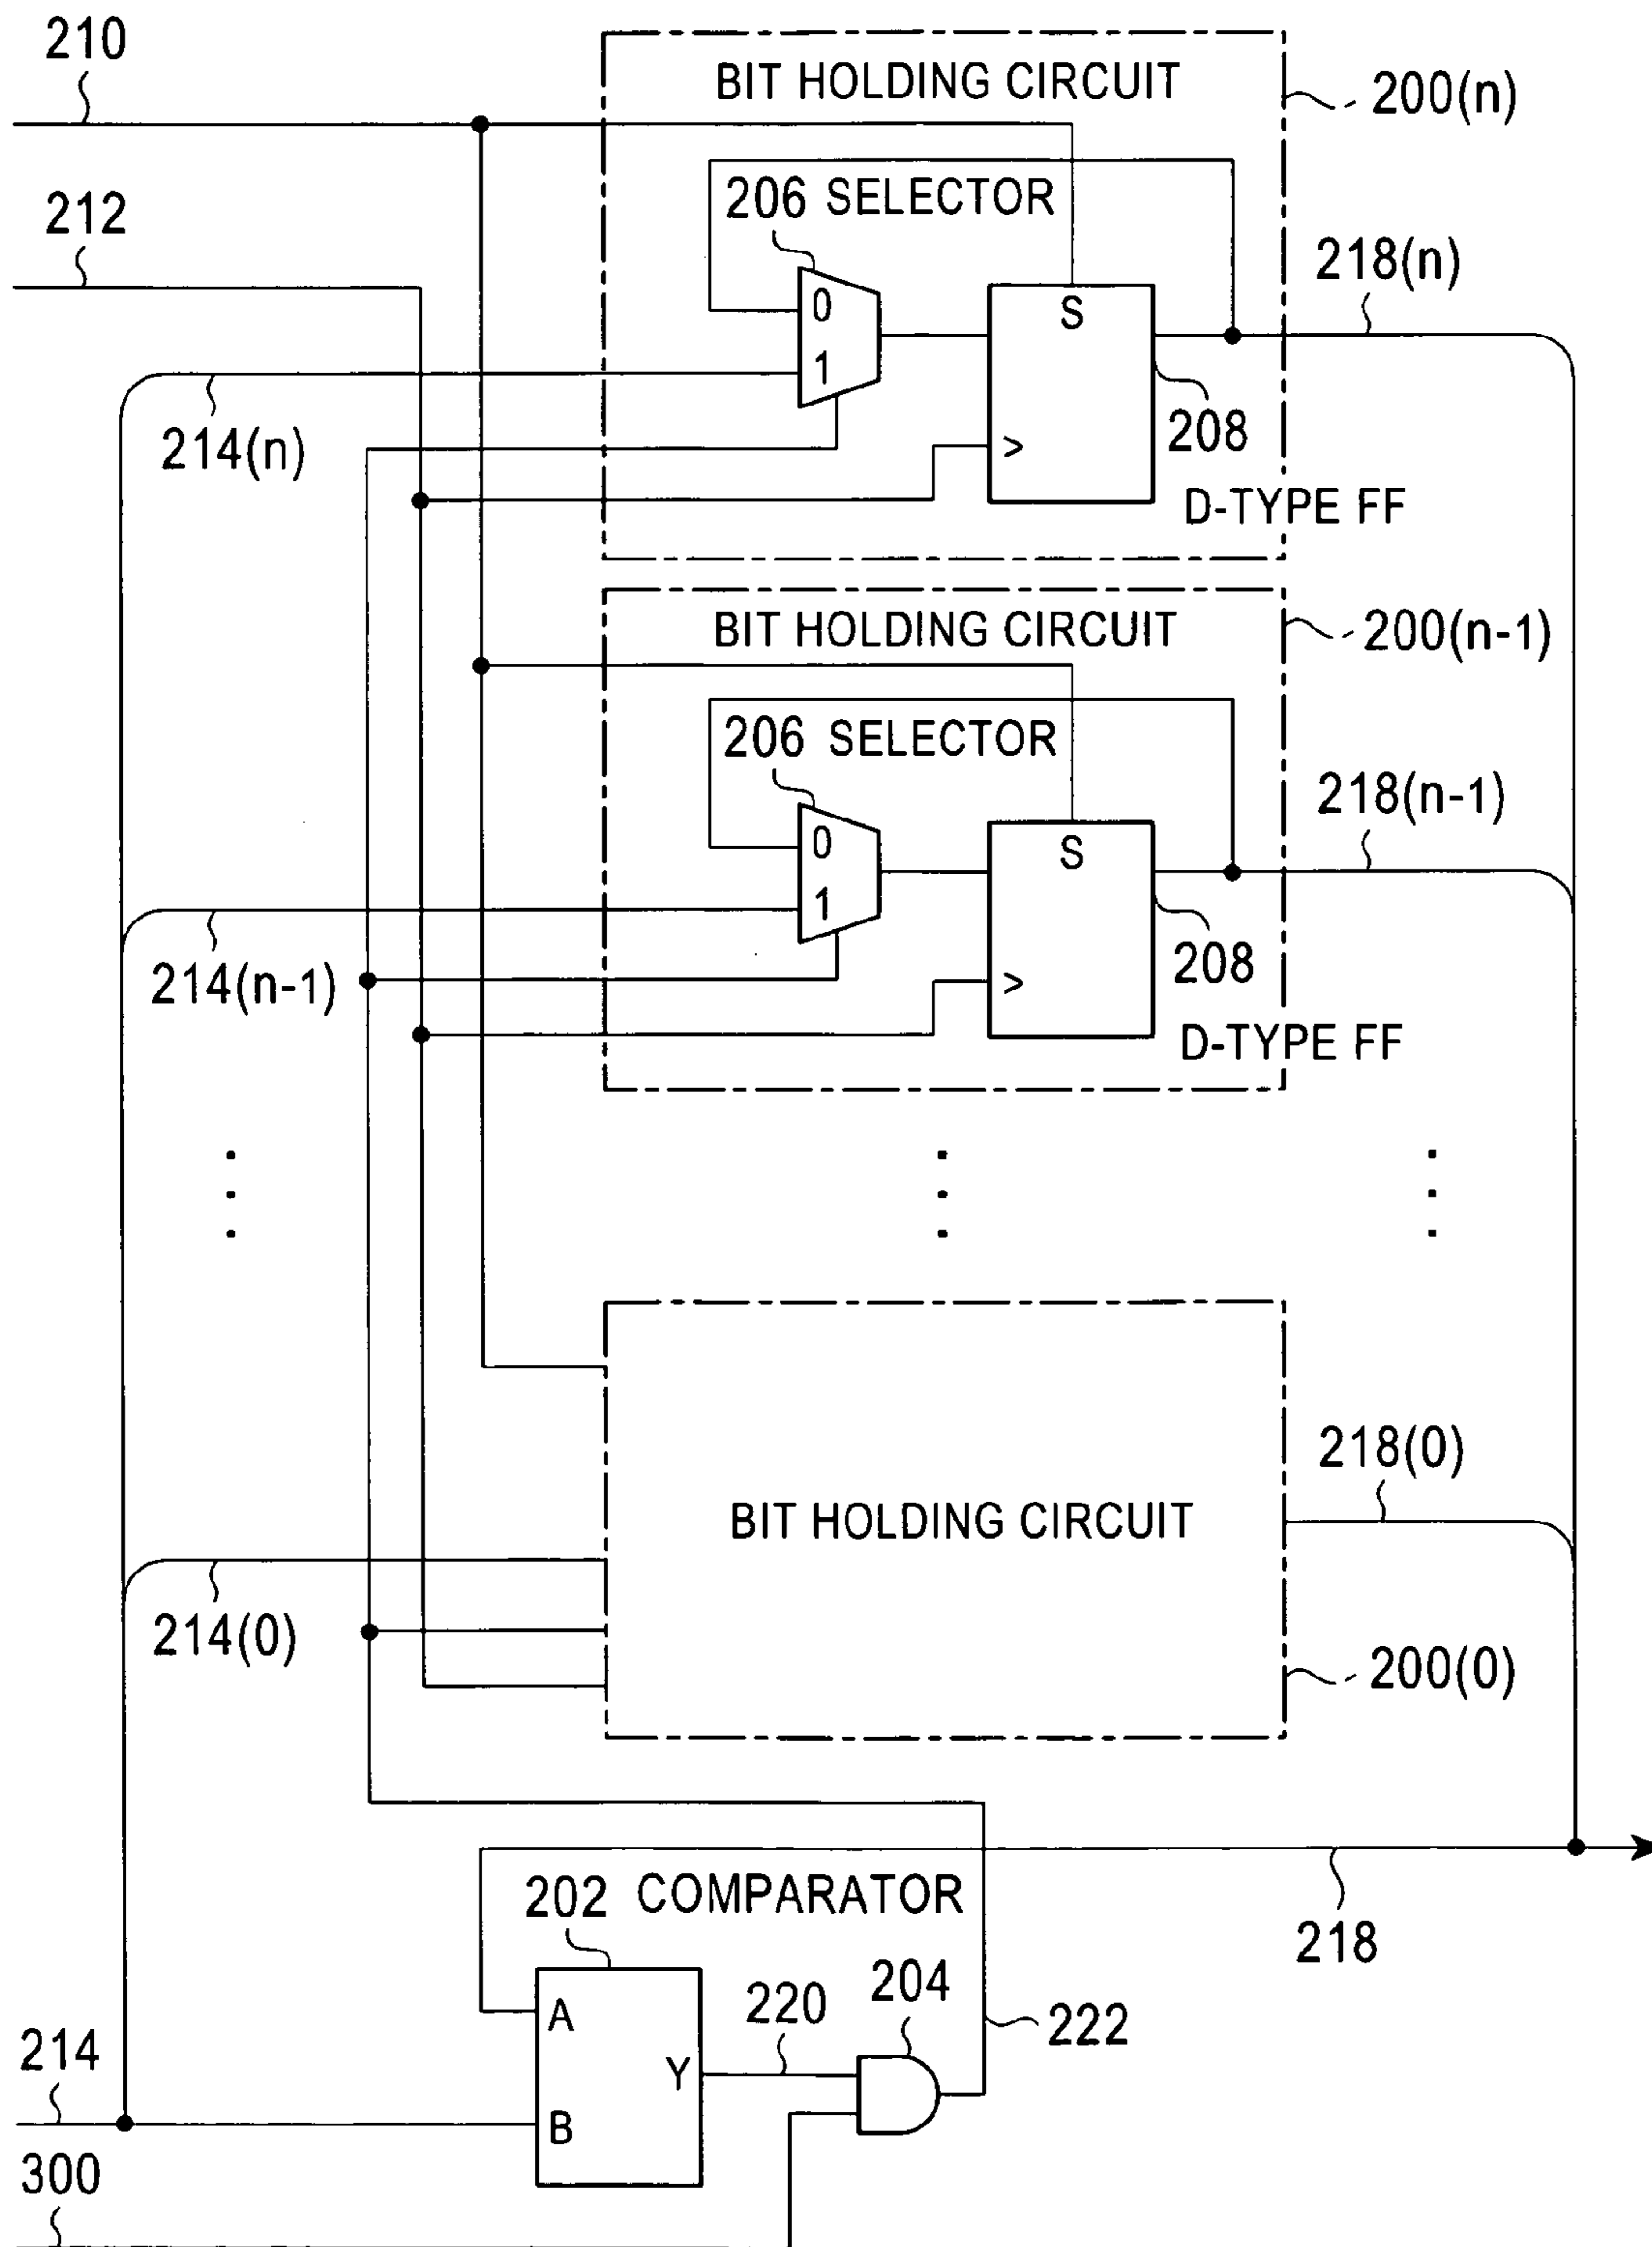 210
BIT HOLDING CIRCUIT
200(n)
212
206 SELECTOR
218(n)
0
S
1
214(n)
208
>
D-TYPE FF
BIT HOLDING CIRCUIT
200(n-1)
206 SELECTOR
218(n-1)
0
S
1
214(n-1)
208
>
D-TYPE FF
218(0)
BIT HOLDING CIRCUIT
214(0)
200(0)
202 COMPARATOR
218
204
220
222
A
214
Y
B
300